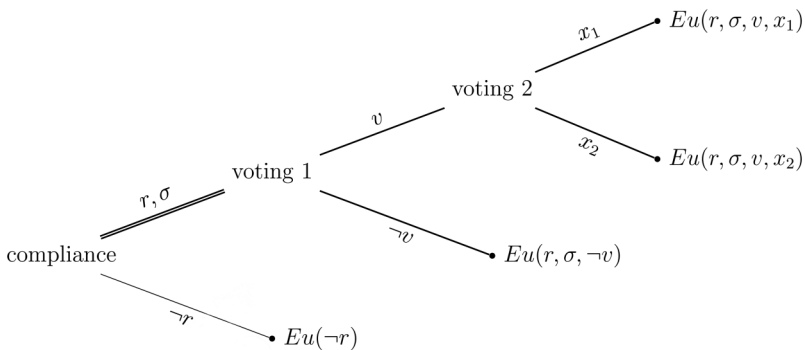 x₁
Eu(r, σ, v, x₁)
voting 2
v
x₂
Eu(r, σ, v, x₂)
voting 1
r, σ
¬v
Eu(r, σ, ¬v)
compliance
¬r
Eu(¬r)